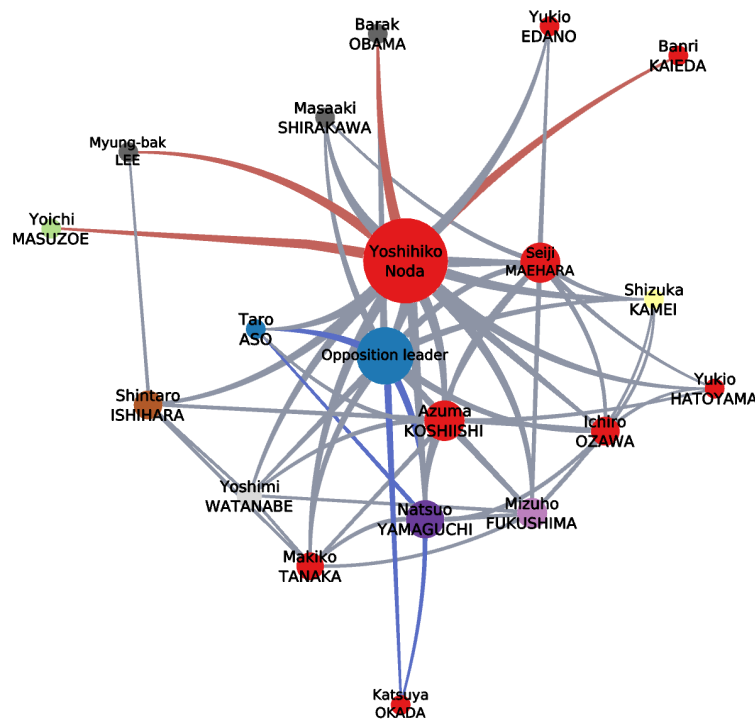 Yukio
EDANO
Barak
OBAMA
Banri
KAIEDA
Masaaki
SHIRAKAWA
Myung-bak
LEE
Yoichi
MASUZOE
Yoshihiko
Noda
Seiji
MAEHARA
Shizuka
KAMEI
Taro
ASO
Opposition leader
Yukio
HATOYAMA
Shintaro
ISHIHARA
Azuma
KOSHIISHI
Ichiro
OZAWA
Yoshimi
WATANABE
Natsuo
YAMAGUCHI
Mizuho
FUKUSHIMA
Makiko
TANAKA
Katsuya
OKADA